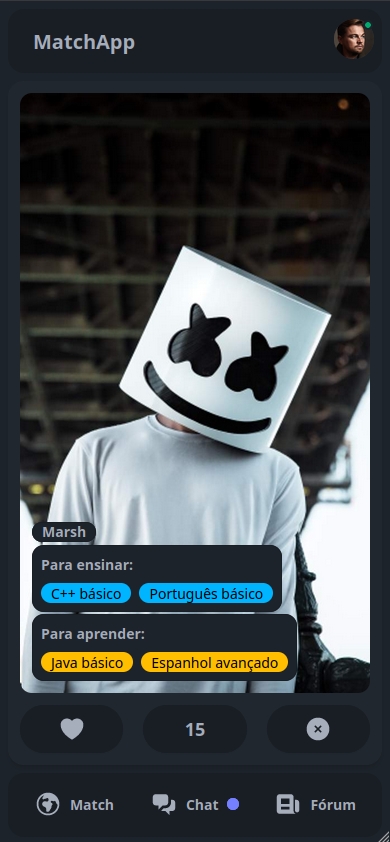 MatchApp
Marsh
Para ensinar:
C++ básico Português básico
Para aprender:
Java básico Espanhol avançado
15
Match Chat Fórum